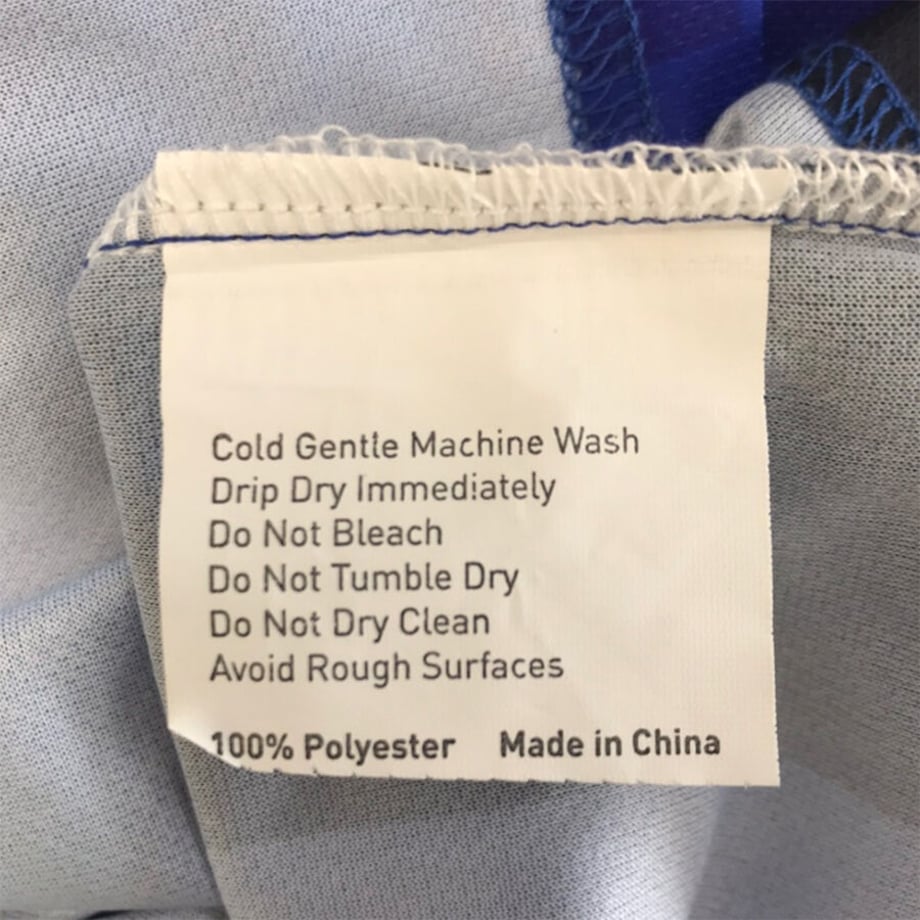 Cold Gentle Machine Wash
Drip Dry Immediately
Do Not Bleach
Do Not Tumble Dry
Do Not Dry Clean
Avoid Rough Surfaces
100% Polyester Made in China